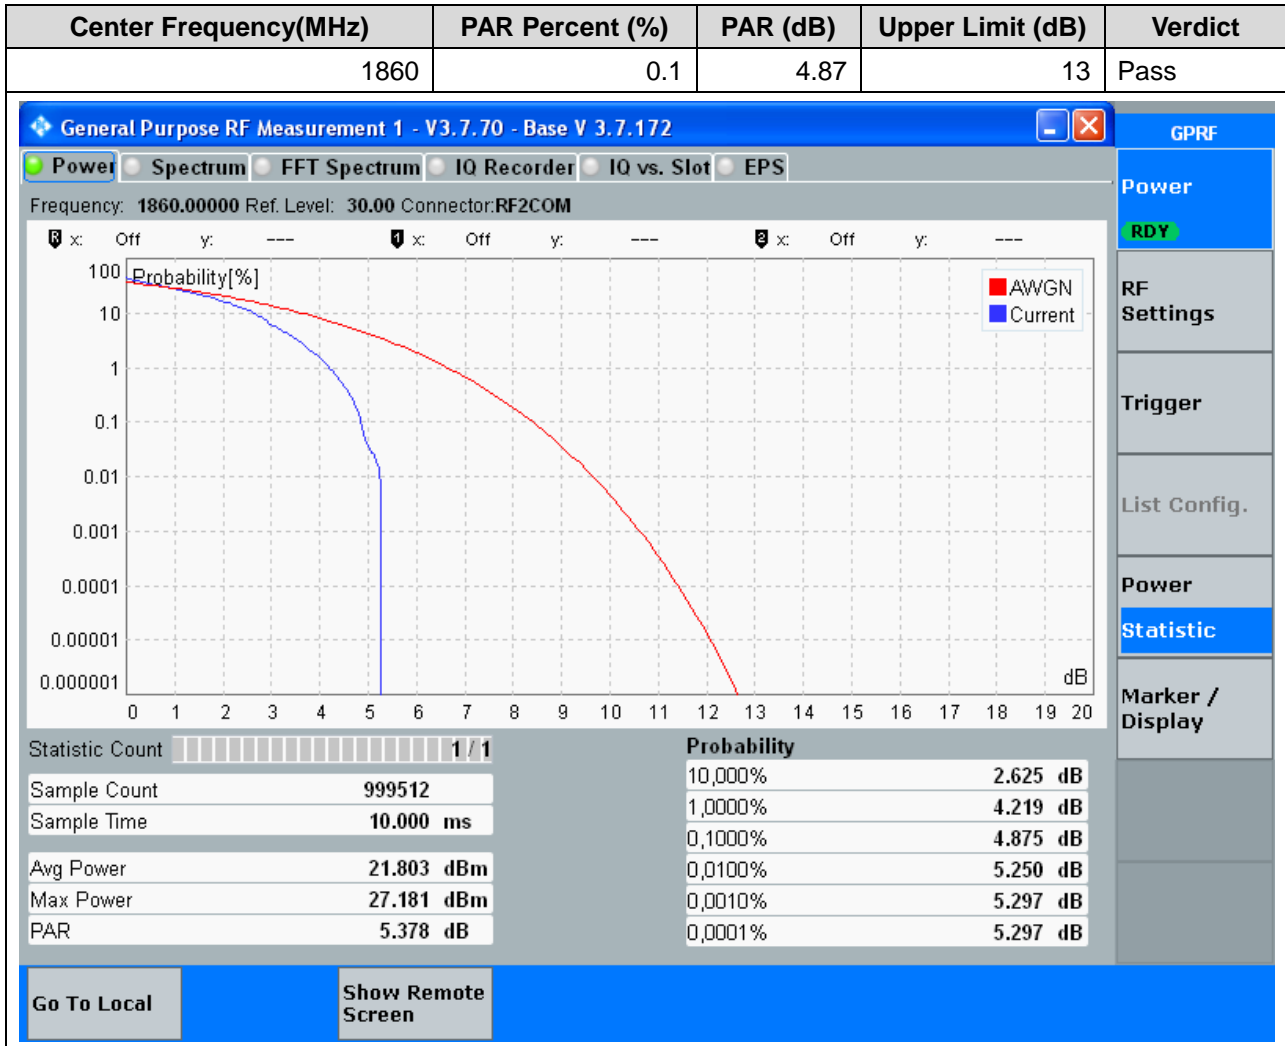 Center Frequency(MHz) PAR Percent (%) PAR (dB) Upper Limit (dB) Verdict
1860 0.1 4.87 13 Pass
General Purpose RF Measurement 1 - V3.7.70 - Base V 3.7.172
GPRF
Power Spectrum FFT Spectrum IQ Recorder IQ vs. Slot EPS
Power
RDY
Frequency: 1860.00000 Ref. Level: 30.00 Connector:RF2COM
R x: Off y: --- 1 x: Off y: --- 2 x: Off y: ---
Probability[%]
AWGN
Current
100
10
1
0.1
0.01
0.001
0.0001
0.00001
0.000001
dB
0 1 2 3 4 5 6 7 8 9 10 11 12 13 14 15 16 17 18 19 20
RF
Settings
Trigger
List Config.
Power
Statistic
Marker /
Display
Statistic Count 1 / 1
Sample Count 999512
Sample Time 10.000 ms
Avg Power 21.803 dBm
Max Power 27.181 dBm
PAR 5.378 dB
Probability
10,000% 2.625 dB
1,0000% 4.219 dB
0,1000% 4.875 dB
0,0100% 5.250 dB
0,0010% 5.297 dB
0,0001% 5.297 dB
Go To Local
Show Remote
Screen